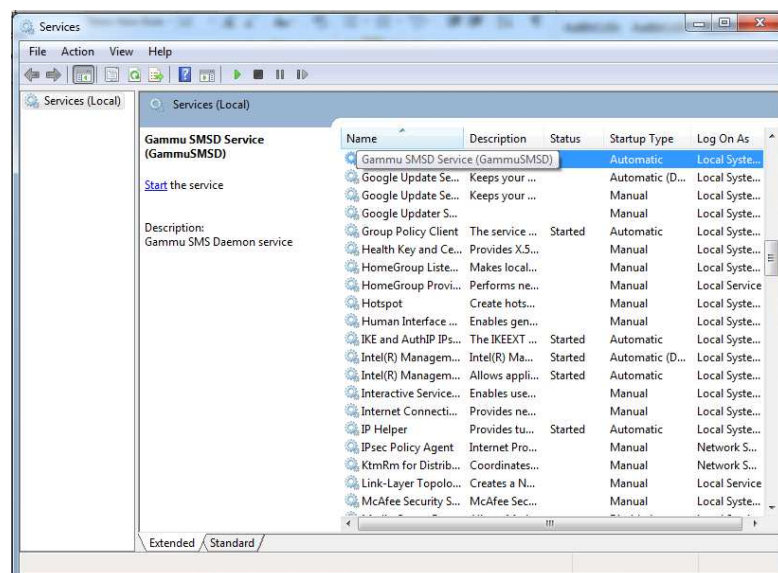 Services
File Action View Help
Services (Local)
Services (Local)
Gammu SMSD Service
(GammuSMSD)
Start the service
Description:
Gammu SMS Daemon service
Name Description Status Startup Type Log On As
Gammu SMSD Service (GammuSMSD) Automatic Local Syste...
Google Update Se... Keeps your ... Automatic (D... Local Syste...
Google Update Se... Keeps your ... Manual Local Syste...
Google Updater S... Manual Local Syste...
Group Policy Client The service ... Started Automatic Local Syste...
Health Key and Ce... Provides X.5... Manual Local Syste...
HomeGroup Liste... Makes local... Manual Local Syste...
HomeGroup Provi... Performs ne... Manual Local Service
Hotspot Create hots... Manual Local Syste...
Human Interface ... Enables gen... Manual Local Syste...
IKE and AuthIP IPs... The IKEEXT ... Started Automatic Local Syste...
Intel(R) Managem... Intel(R) Ma... Started Automatic (D... Local Syste...
Intel(R) Managem... Allows appli... Started Automatic Local Syste...
Interactive Service... Enables use... Manual Local Syste...
Internet Connecti... Provides ne... Manual Local Syste...
IP Helper Provides tu... Started Automatic Local Syste...
IPsec Policy Agent Internet Pro... Manual Network S...
KtmRm for Distrib... Coordinates... Manual Network S...
Link-Layer Topolo... Creates a N... Manual Local Service
McAfee Security S... McAfee Sec... Manual Local Syste...
Extended Standard